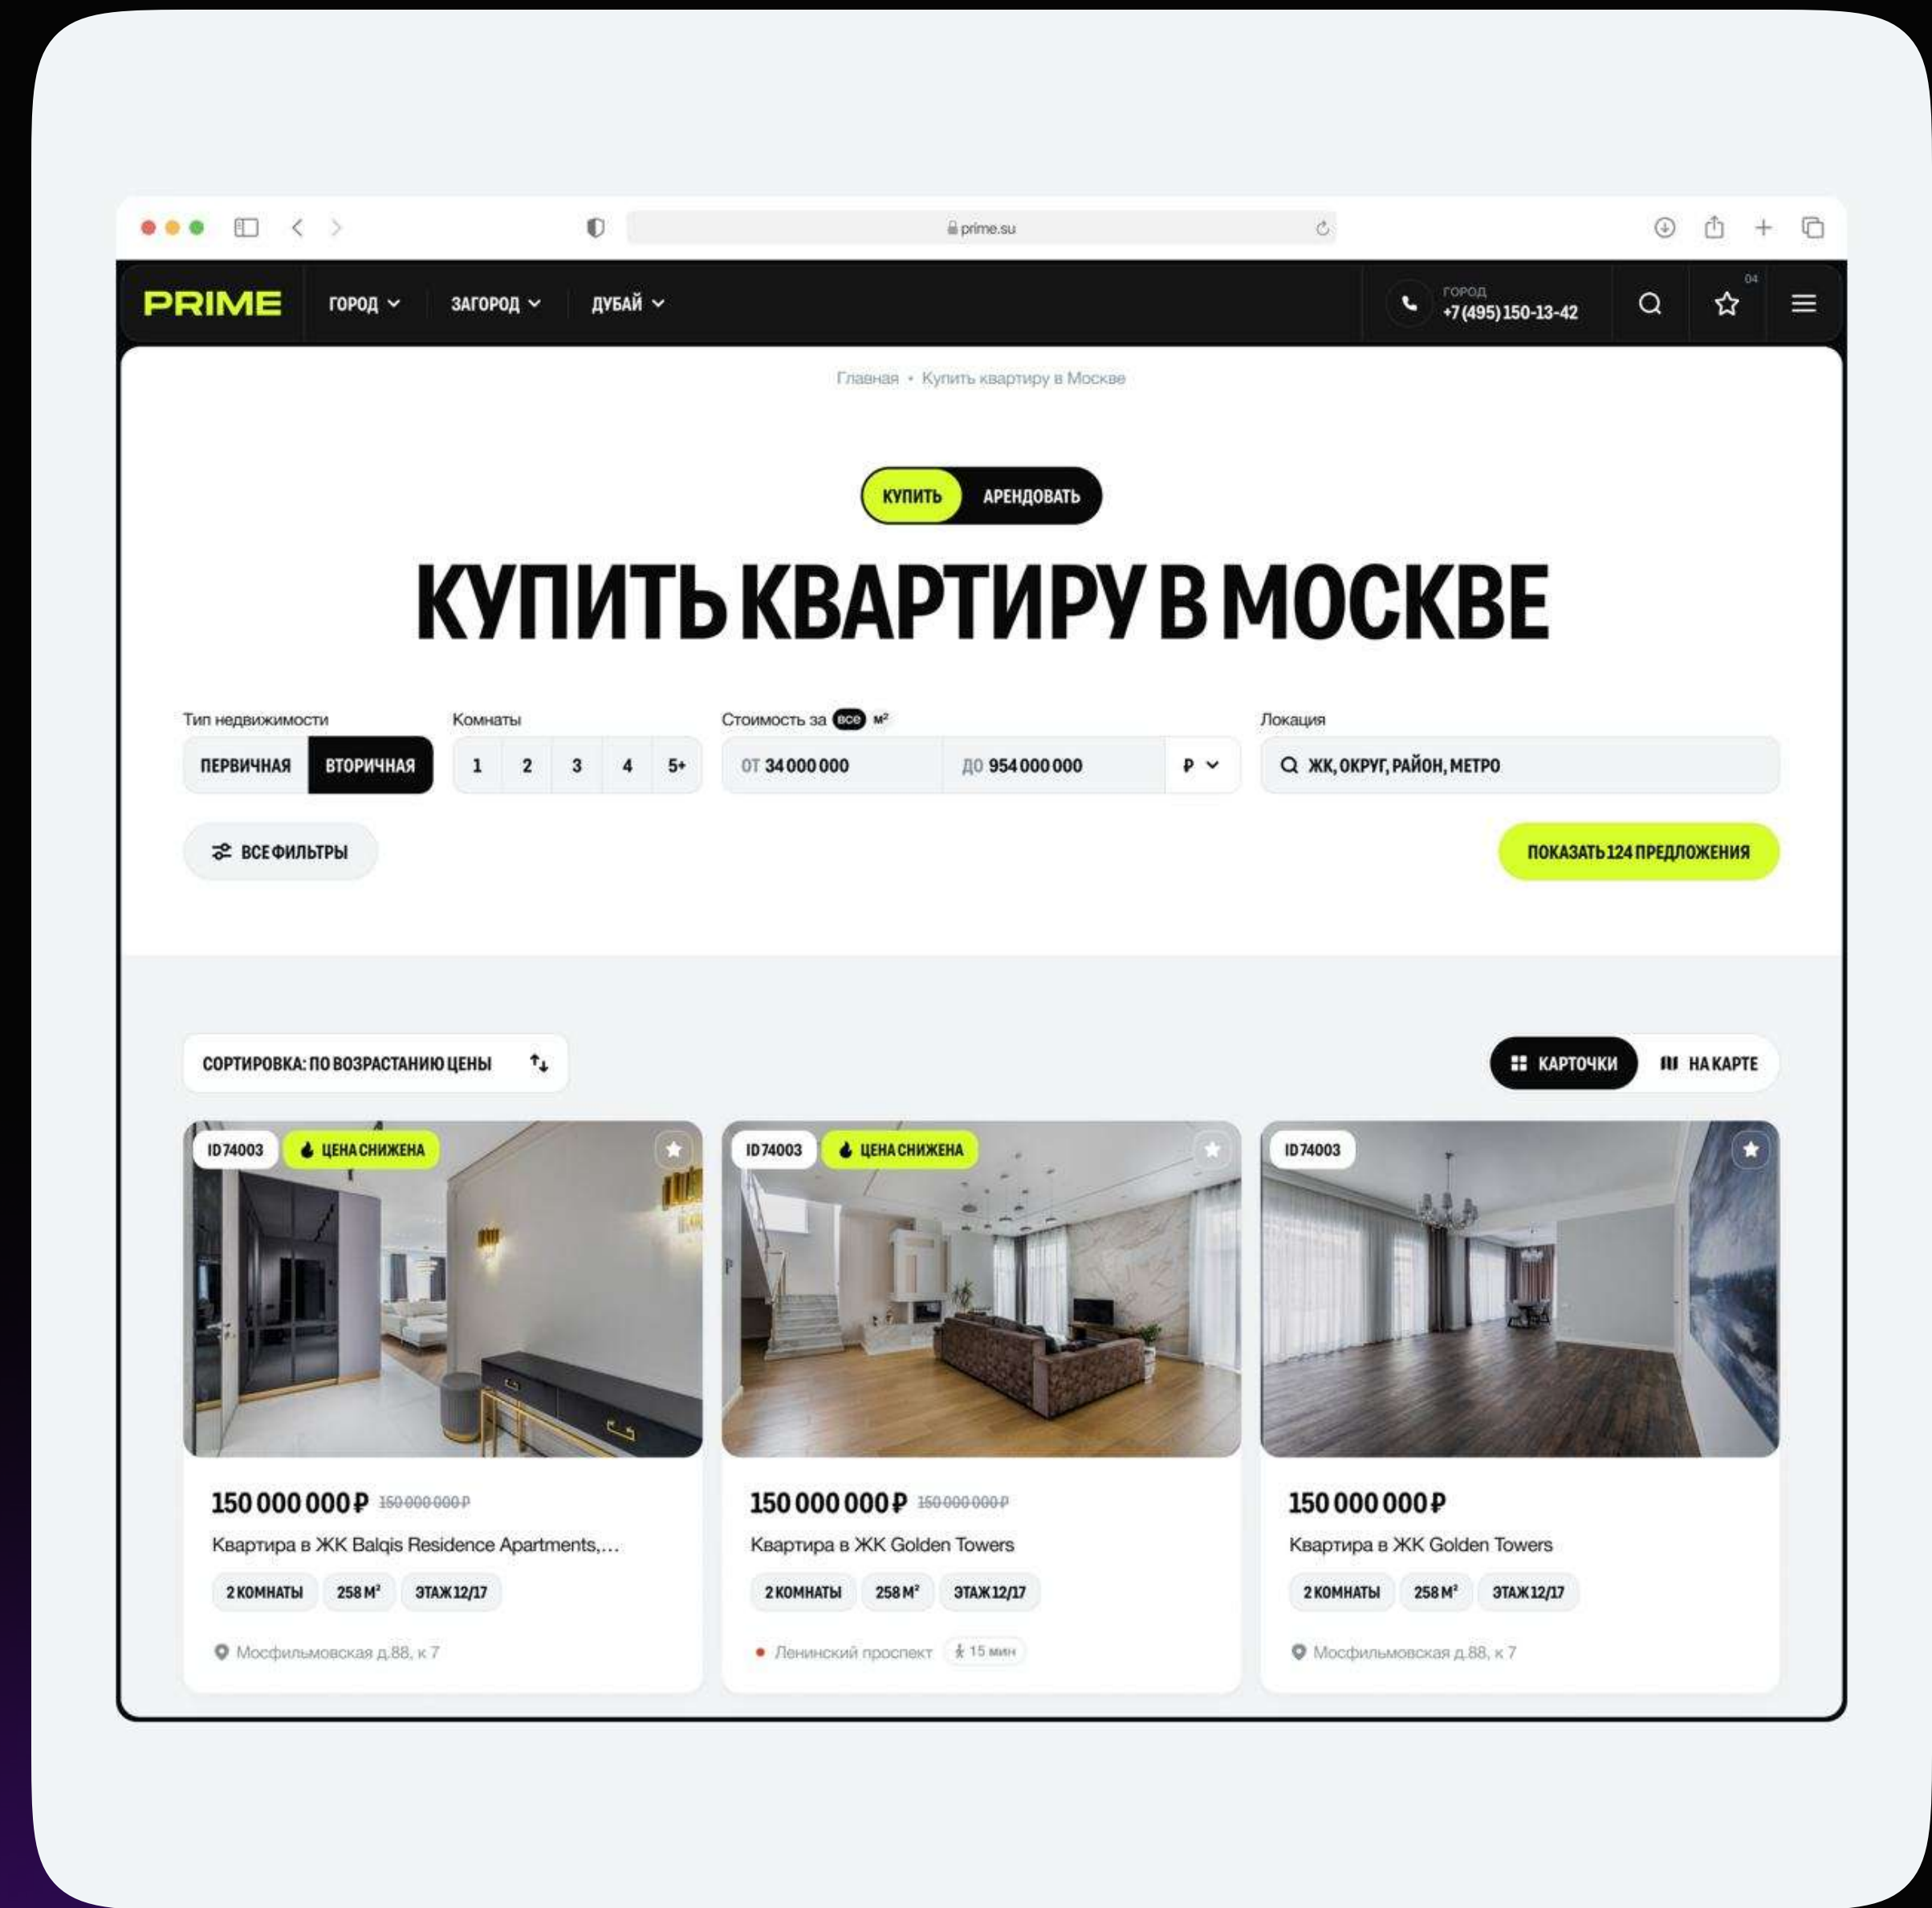 prime.su
PRIME ГОРОД ЗАГОРОД ДУБАЙ ГОРОД 04
+7 (495) 150-13-42
Главная • Купить квартиру в Москве
КУПИТЬ АРЕНДОВАТЬ
КУПИТЬ КВАРТИРУ В МОСКВЕ
Тип недвижимости Комнаты Стоимость за все м² Локация
ПЕРВИЧНАЯ ВТОРИЧНАЯ 1 2 3 4 5+ ОТ 34 000 000 ДО 954 000 000 ₽ ЖК, ОКРУГ, РАЙОН, МЕТРО
ВСЕ ФИЛЬТРЫ ПОКАЗАТЬ 124 ПРЕДЛОЖЕНИЯ
СОРТИРОВКА: ПО ВОЗРАСТАНИЮ ЦЕНЫ КАРТОЧКИ НА КАРТЕ
ID 74003 ЦЕНА СНИЖЕНА ID 74003 ЦЕНА СНИЖЕНА ID 74003
150 000 000 ₽ 150 000 000 ₽ 150 000 000 ₽ 150 000 000 ₽ 150 000 000 ₽
Квартира в ЖК Balqis Residence Apartments,... Квартира в ЖК Golden Towers Квартира в ЖК Golden Towers
2 КОМНАТЫ 258 М² ЭТАЖ 12/17 2 КОМНАТЫ 258 М² ЭТАЖ 12/17 2 КОМНАТЫ 258 М² ЭТАЖ 12/17
Мосфильмовская д.88, к 7 Ленинский проспект 15 мин Мосфильмовская д.88, к 7